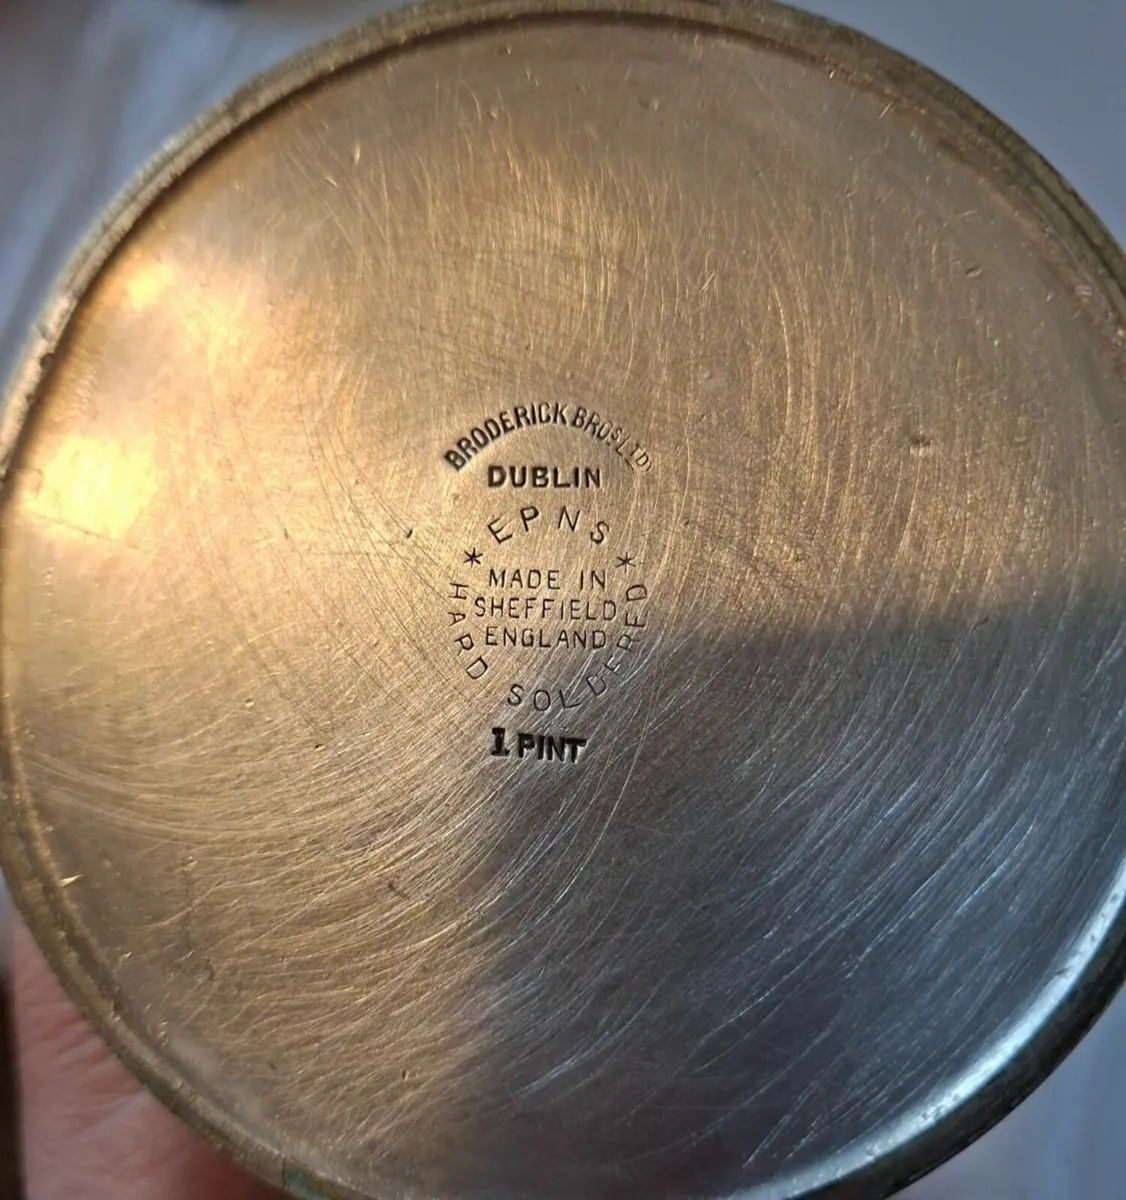 BRODERICK BROS LTD
DUBLIN
EPNS
* *
MADE IN
SHEFFIELD
ENGLAND
HARD SOLDERED
1 PINT